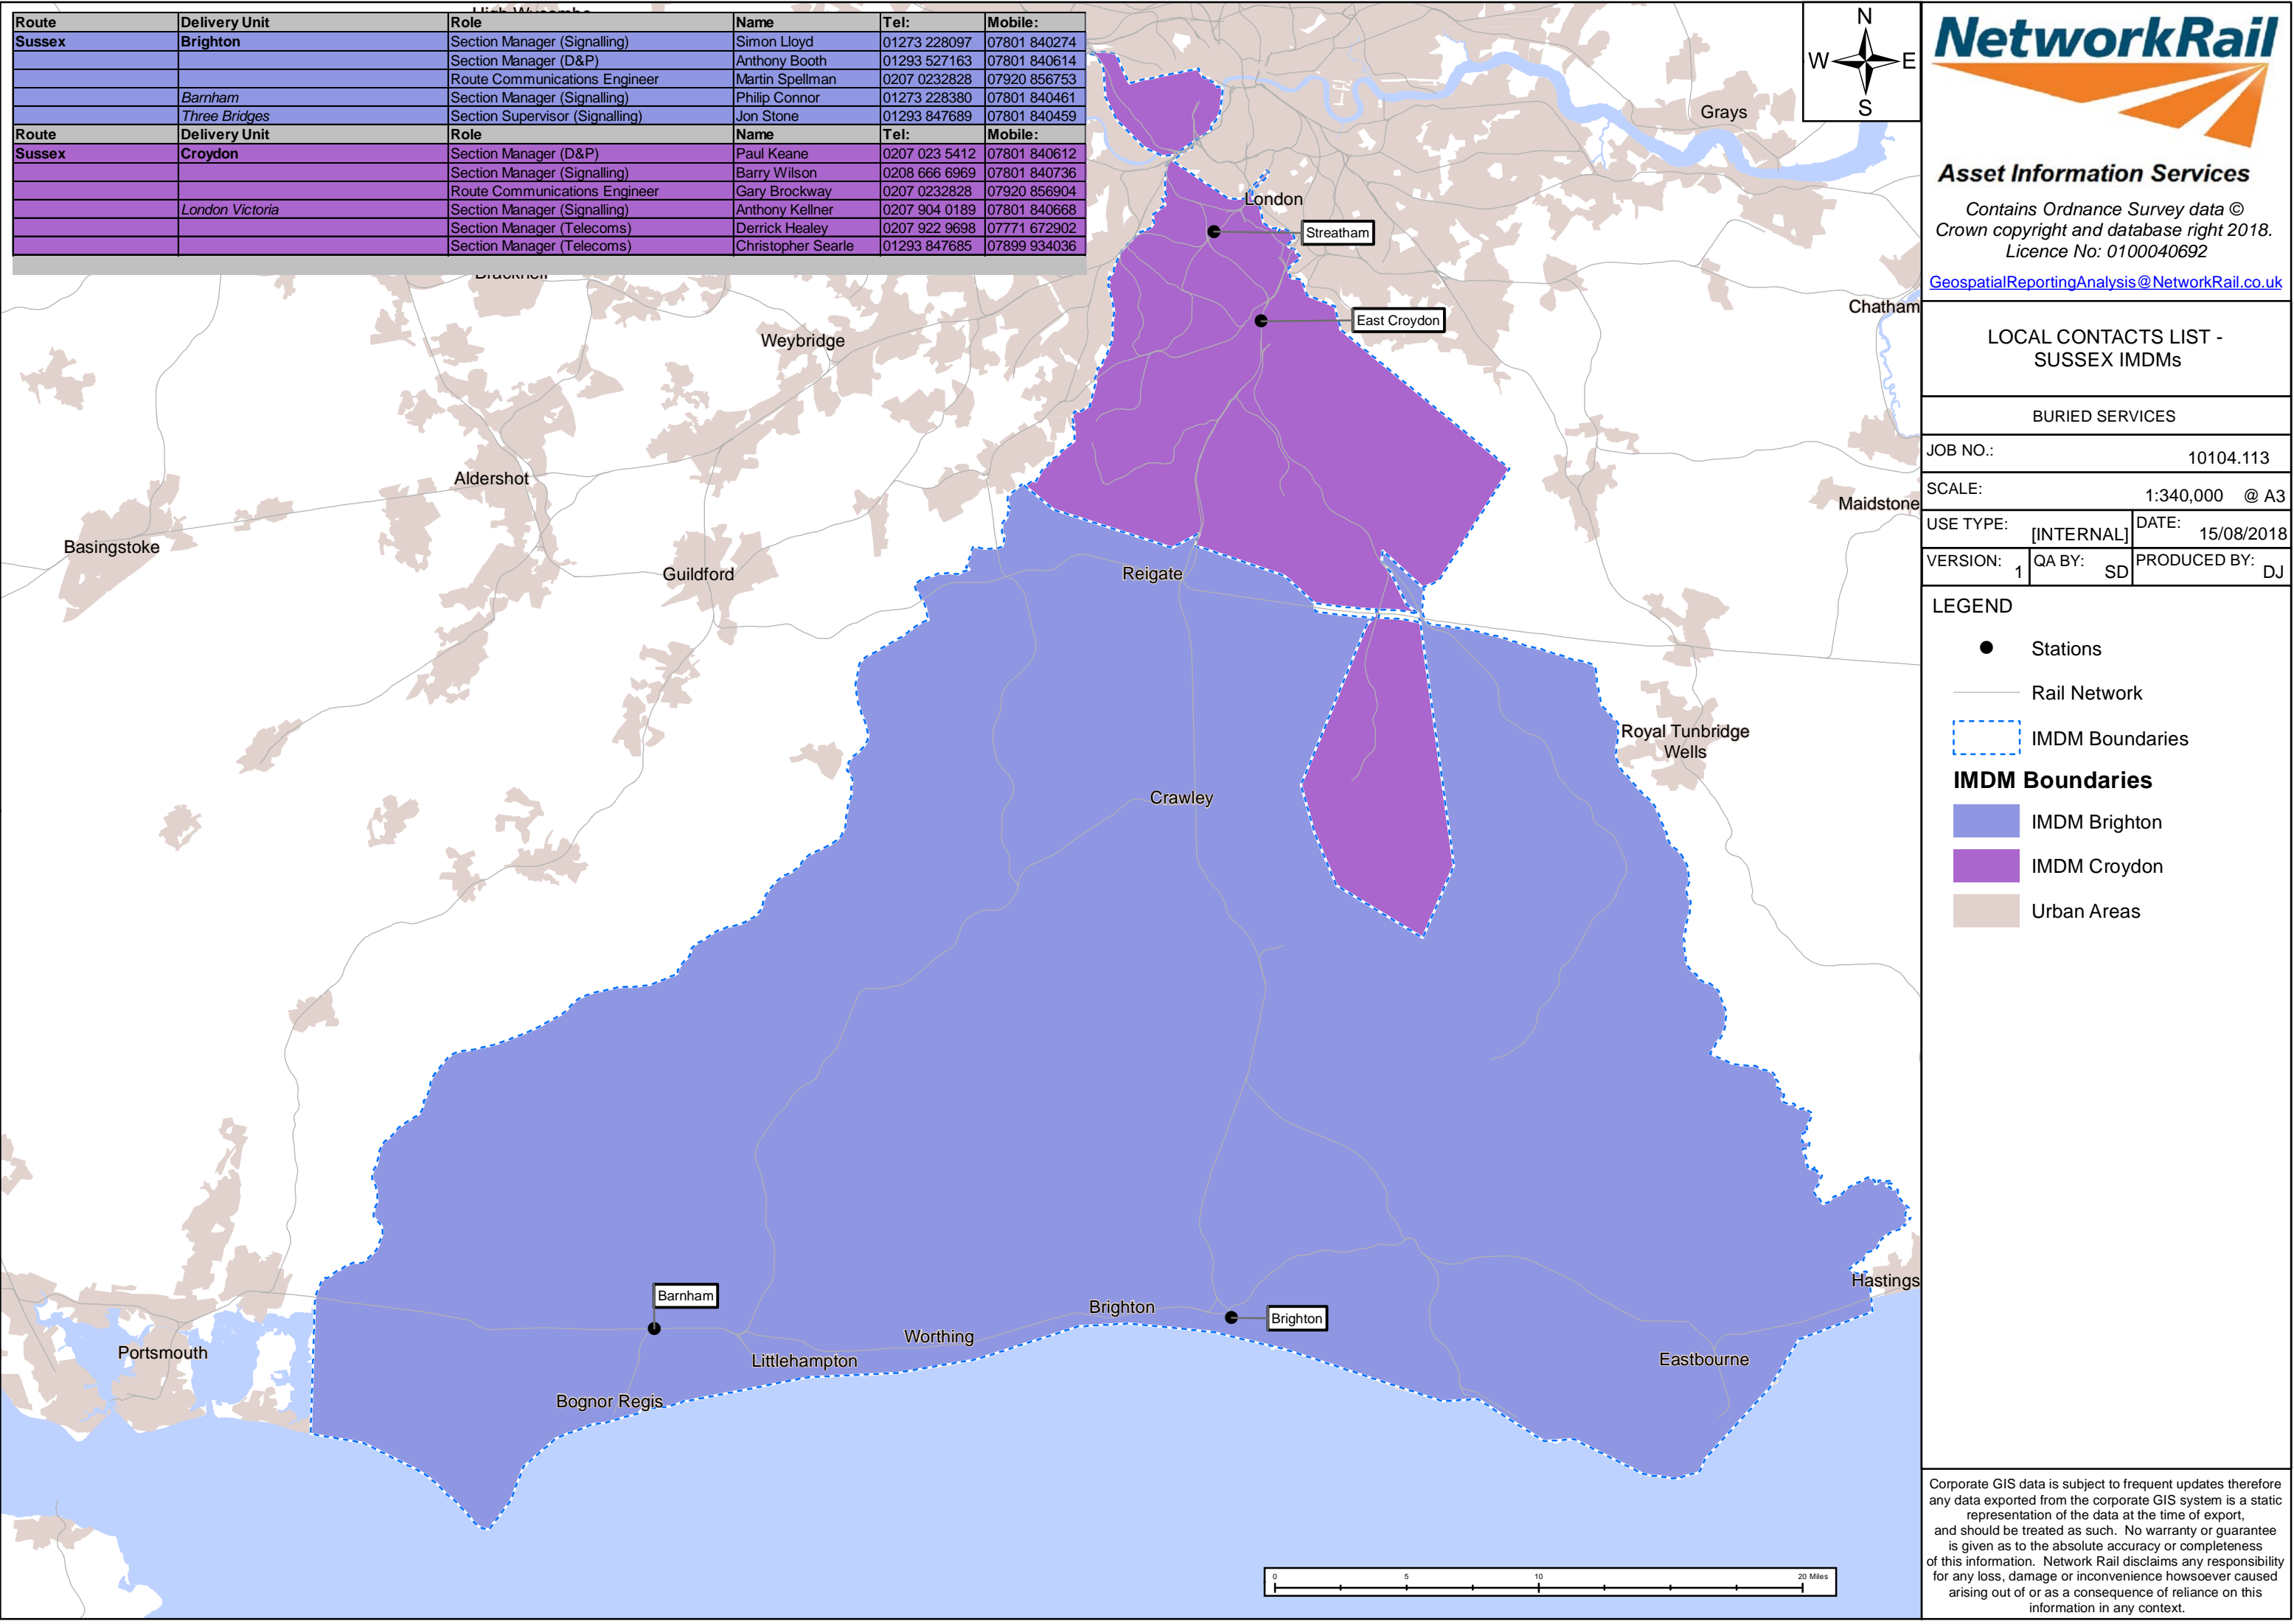 High Wycombe
Route Delivery Unit Role Name Tel: Mobile:
Sussex Brighton Section Manager (Signalling) Simon Lloyd 01273 228097 07801 840274
Section Manager (D&P) Anthony Booth 01293 527163 07801 840614
Route Communications Engineer Martin Spellman 0207 0232828 07920 856753
Barnham Section Manager (Signalling) Philip Connor 01273 228380 07801 840461
Three Bridges Section Supervisor (Signalling) Jon Stone 01293 847689 07801 840459
Route Delivery Unit Role Name Tel: Mobile:
Sussex Croydon Section Manager (D&P) Paul Keane 0207 023 5412 07801 840612
Section Manager (Signalling) Barry Wilson 0208 666 6969 07801 840736
Route Communications Engineer Gary Brockway 0207 0232828 07920 856904
London Victoria Section Manager (Signalling) Anthony Kellner 0207 904 0189 07801 840668
Section Manager (Telecoms) Derrick Healey 0207 922 9698 07771 672902
Section Manager (Telecoms) Christopher Searle 01293 847685 07899 934036
Bracknell
N
W E
S
Grays
London
Streatham
East Croydon
Chatham
Weybridge
Aldershot
Maidstone
Basingstoke
Guildford
Reigate
Royal Tunbridge
Wells
Crawley
Hastings
Barnham
Brighton
Brighton
Worthing
Portsmouth
Littlehampton
Eastbourne
Bognor Regis
0 5 10 20 Miles
NetworkRail
Asset Information Services
Contains Ordnance Survey data ©
Crown copyright and database right 2018.
Licence No: 0100040692
GeospatialReportingAnalysis@NetworkRail.co.uk
LOCAL CONTACTS LIST -
SUSSEX IMDMs
BURIED SERVICES
JOB NO.: 10104.113
SCALE: 1:340,000 @ A3
USE TYPE: [INTERNAL] DATE: 15/08/2018
VERSION: 1 QA BY: SD PRODUCED BY: DJ
LEGEND
Stations
Rail Network
IMDM Boundaries
IMDM Boundaries
IMDM Brighton
IMDM Croydon
Urban Areas
Corporate GIS data is subject to frequent updates therefore
any data exported from the corporate GIS system is a static
representation of the data at the time of export,
and should be treated as such. No warranty or guarantee
is given as to the absolute accuracy or completeness
of this information. Network Rail disclaims any responsibility
for any loss, damage or inconvenience howsoever caused
arising out of or as a consequence of reliance on this
information in any context.